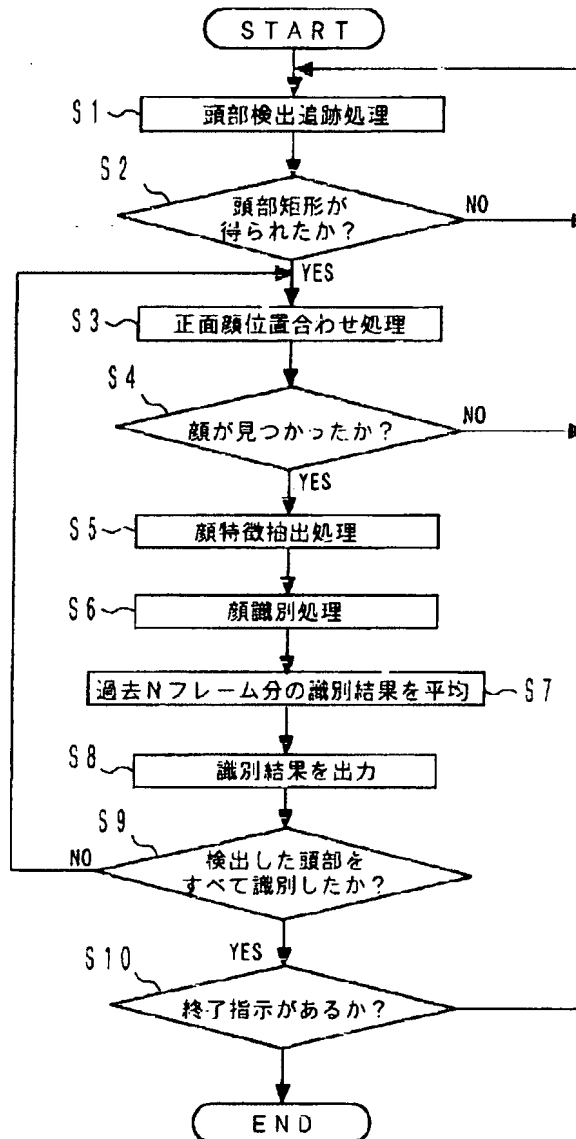 START
S1
頭部検出追跡処理
S2
頭部矩形が
得られたか？
NO
YES
S3
正面顔位置合わせ処理
S4
顔が見つかったか？
NO
YES
S5
顔特徴抽出処理
S6
顔識別処理
過去Nフレーム分の識別結果を平均
S7
S8
識別結果を出力
S9
NO
検出した頭部を
すべて識別したか？
YES
S10
終了指示があるか？
END